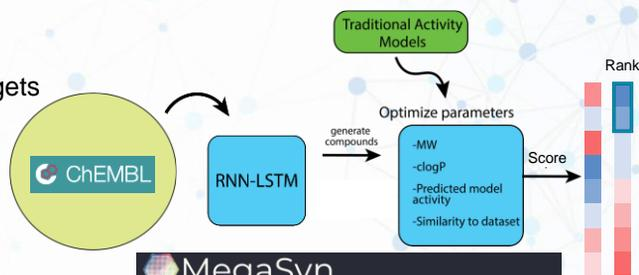 Traditional Activity
Models
Rank
gets
Optimize parameters
ChEMBL
RNN-LSTM
generate
compounds
-MW
-clogP
-Predicted model
activity
-Similarity to dataset
Score
MegaSyn